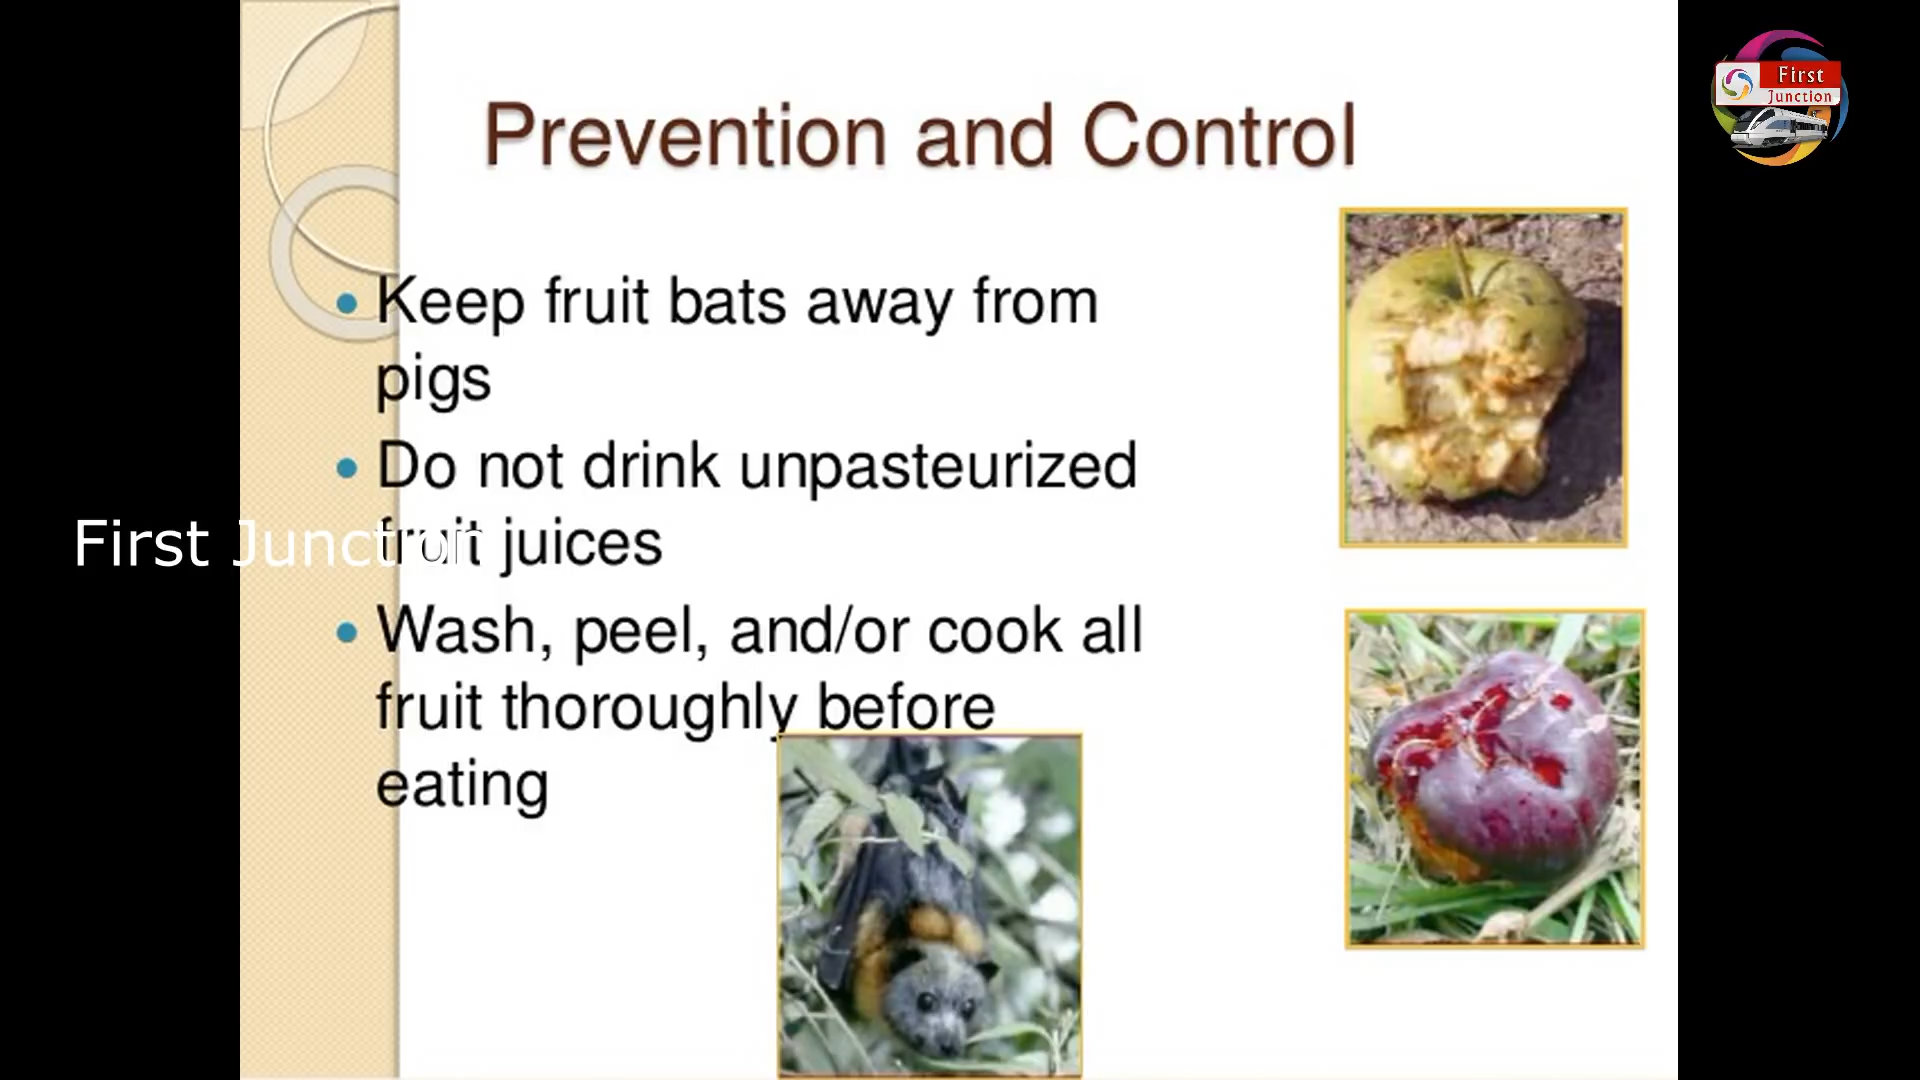 Prevention and Control
Keep fruit bats away from
pigs
Do not drink unpasteurized
fruit juices
Wash, peel, and/or cook all
fruit thoroughly before
eating
First Junction
First
Junction